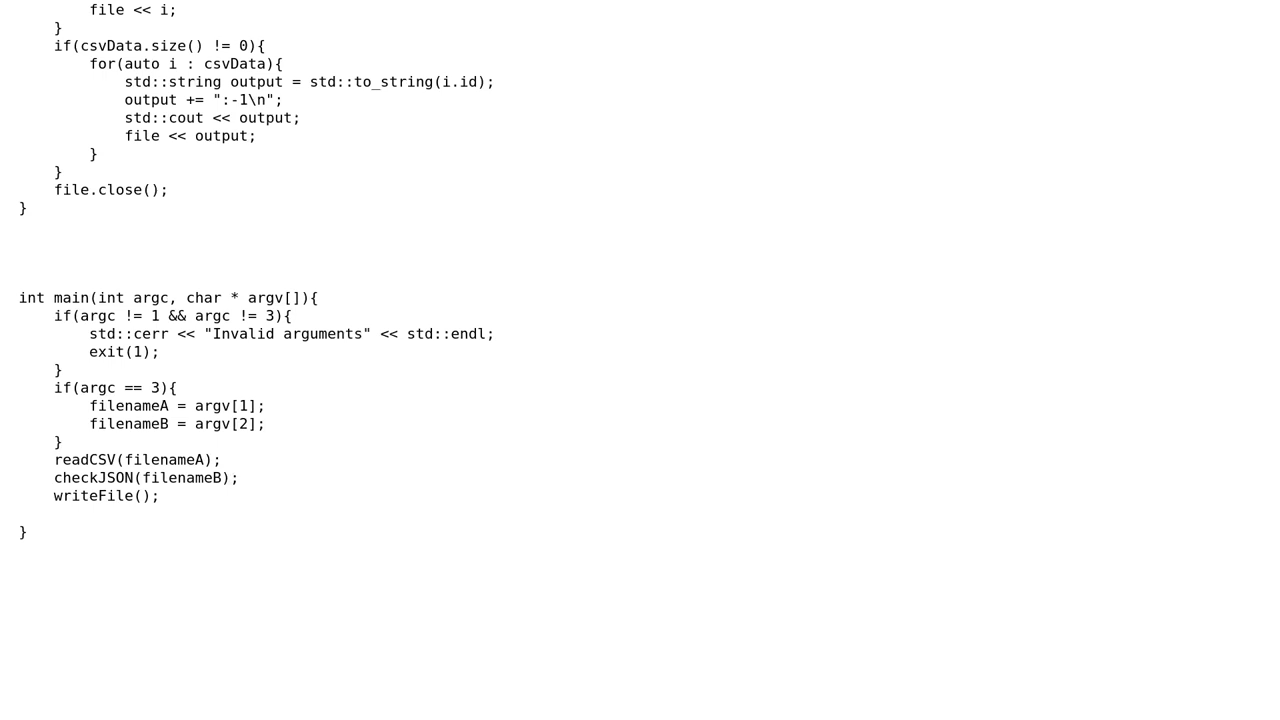 file << i;
    }
    if(csvData.size() != 0){
        for(auto i : csvData){
            std::string output = std::to_string(i.id);
            output += ":-1\n";
            std::cout << output;
            file << output;
        }
    }
    file.close();
}
int main(int argc, char * argv[]){
    if(argc != 1 && argc != 3){
        std::cerr << "Invalid arguments" << std::endl;
        exit(1);
    }
    if(argc == 3){
        filenameA = argv[1];
        filenameB = argv[2];
    }
    readCSV(filenameA);
    checkJSON(filenameB);
    writeFile();
}